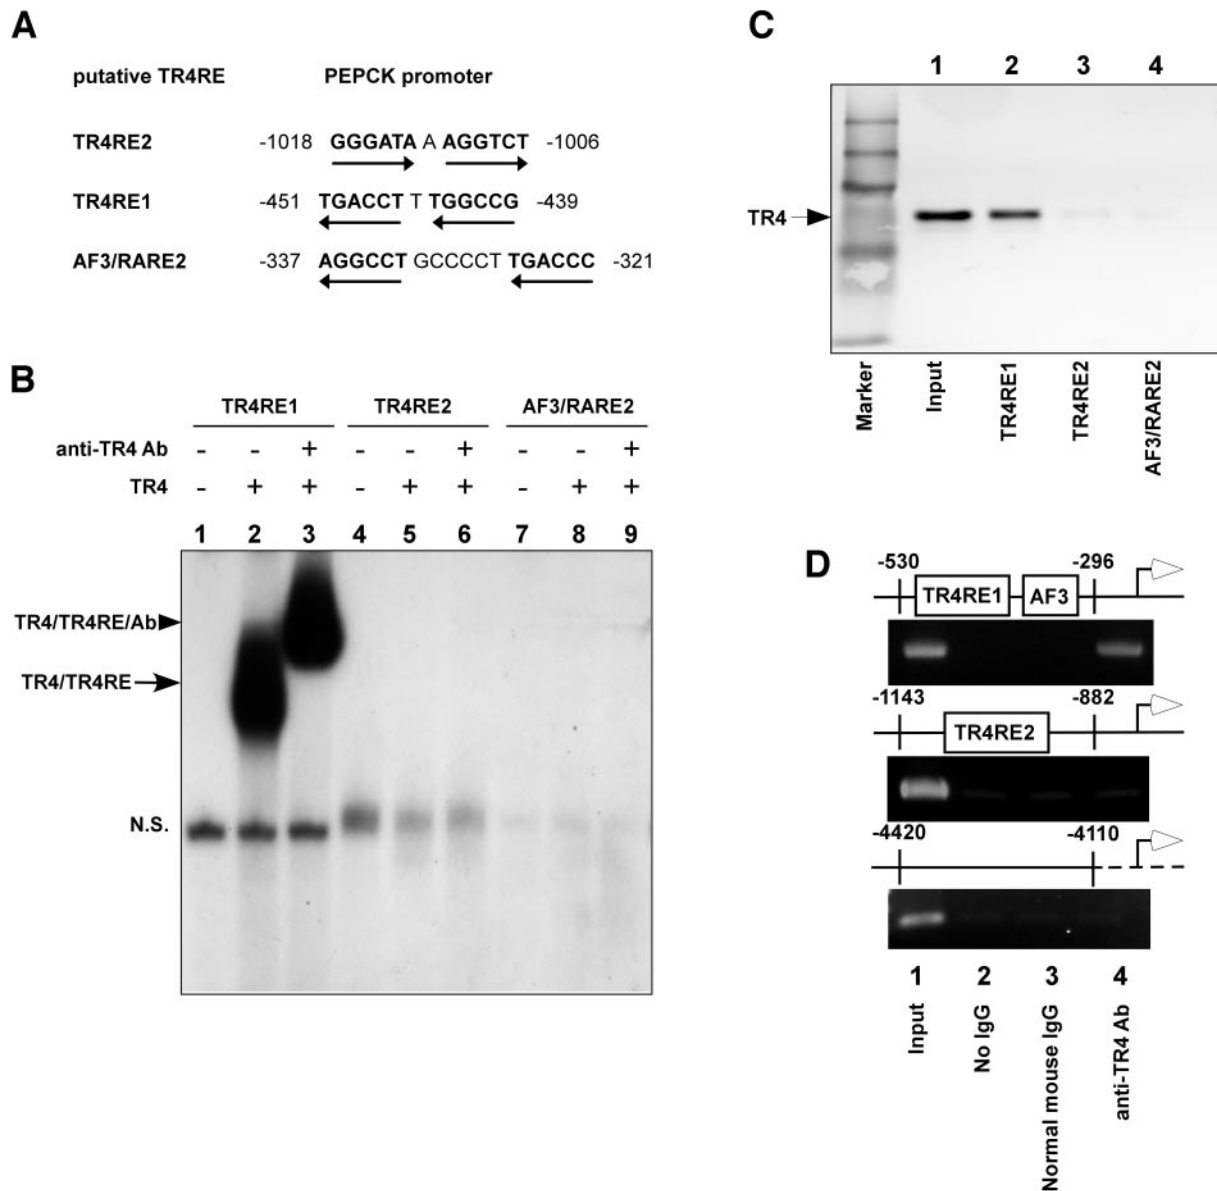 A
putative TR4RE PEPCK promoter
TR4RE2 -1018 GGGATA A AGGTCT -1006
TR4RE1 -451 TGACCT T TGGCCG -439
AF3/RARE2 -337 AGGCCT GCCCCT TGACCC -321
B
TR4RE1 TR4RE2 AF3/RARE2
anti-TR4 Ab - - + - - + - - +
TR4 - + + - + + - + +
1 2 3 4 5 6 7 8 9
TR4/TR4RE/Ab
TR4/TR4RE
N.S.
C
1 2 3 4
TR4
Marker
Input
TR4RE1
TR4RE2
AF3/RARE2
D
-530 -296
TR4RE1 AF3
-1143 -882
TR4RE2
-4420 -4110
1 2 3 4
Input
No IgG
Normal mouse IgG
anti-TR4 Ab